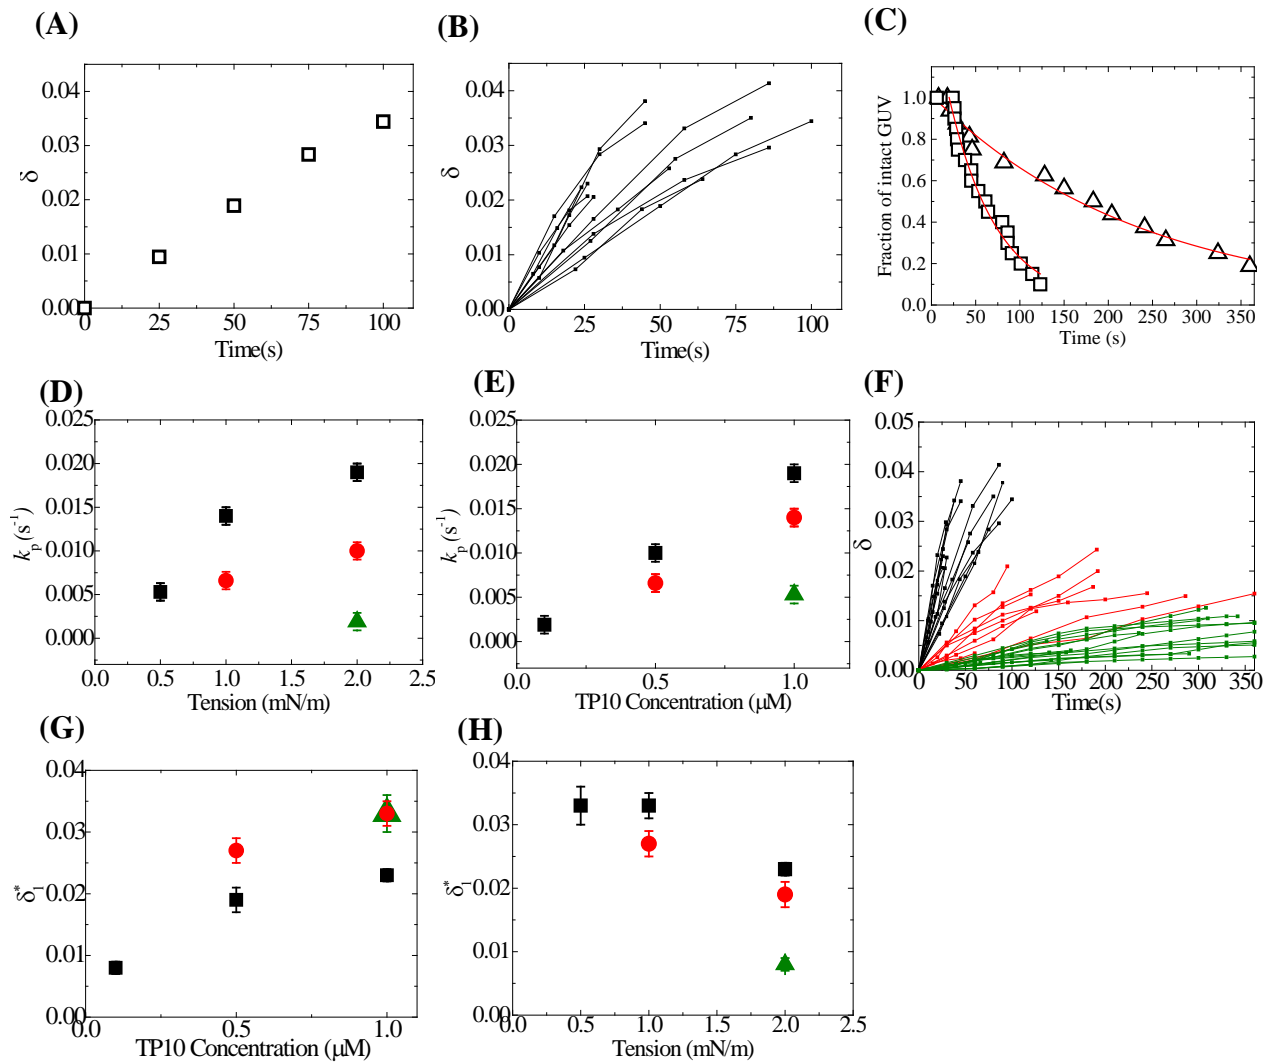 (A)
0.04
0.03
0.02
0.01
0.00
δ
0 25 50 75 100
Time(s)
(B)
0.04
0.03
0.02
0.01
0.00
δ
0 25 50 75 100
Time(s)
(C)
1.0
0.8
0.6
0.4
0.2
0.0
Fraction of intact GUV
0 50 100 150 200 250 300 350
Time (s)
(D)
0.025
0.020
0.015
0.010
0.005
0.000
kp (s-1)
0.0 0.5 1.0 1.5 2.0 2.5
Tension (mN/m)
(E)
0.025
0.020
0.015
0.010
0.005
0.000
kp (s-1)
0.0 0.5 1.0
TP10 Concentration (μM)
(F)
0.05
0.04
0.03
0.02
0.01
0.00
δ
0 50 100 150 200 250 300 350
Time(s)
(G)
0.04
0.03
0.02
0.01
0.00
δ1*
0.0 0.5 1.0
TP10 Concentration (μM)
(H)
0.04
0.03
0.02
0.01
0.00
δ1*
0.0 0.5 1.0 1.5 2.0 2.5
Tension (mN/m)